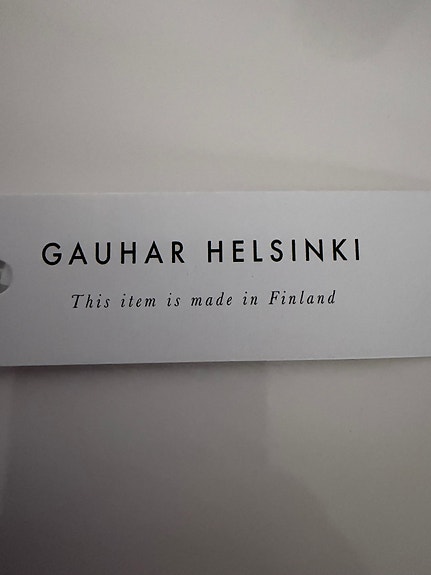 GAUHAR HELSINKI
This item is made in Finland